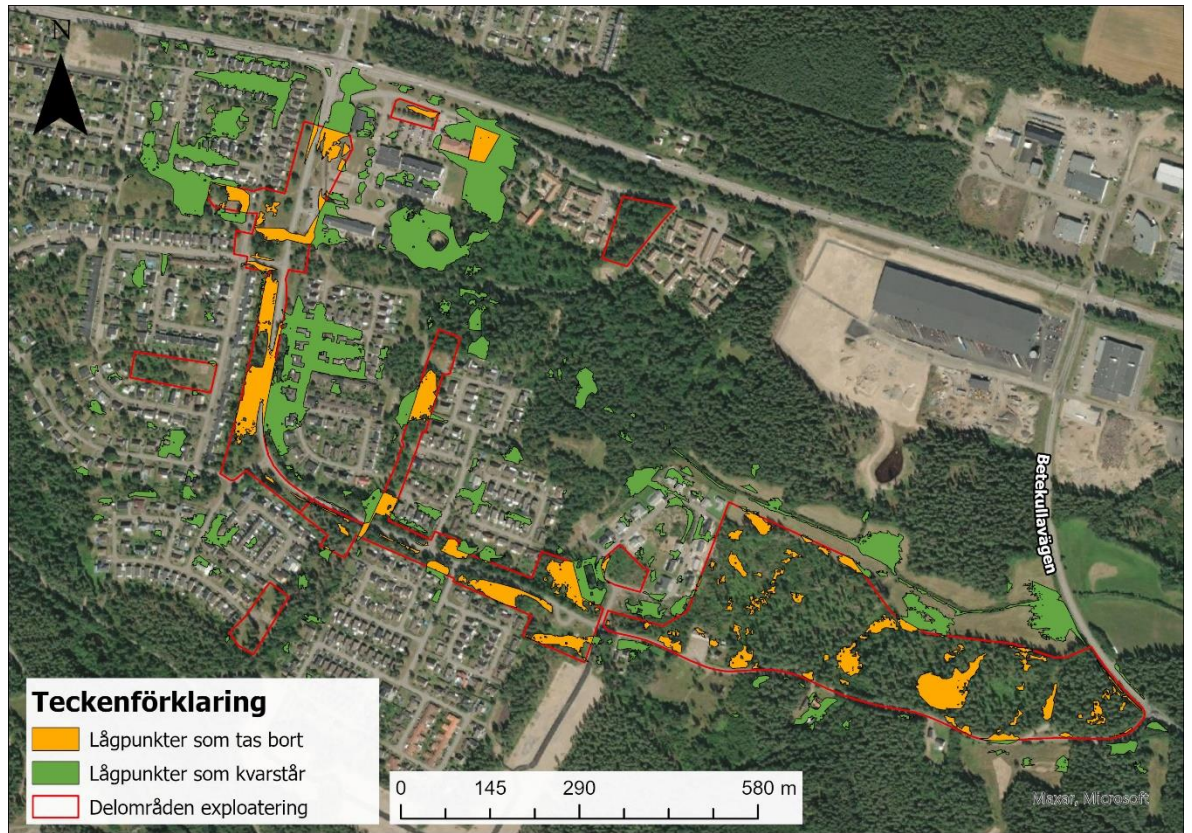 N
Betekullavägen
Teckenförklaring
Lågpunkter som tas bort
Lågpunkter som kvarstår
Delområden exploatering
0 145 290 580 m
Maxar, Microsoft